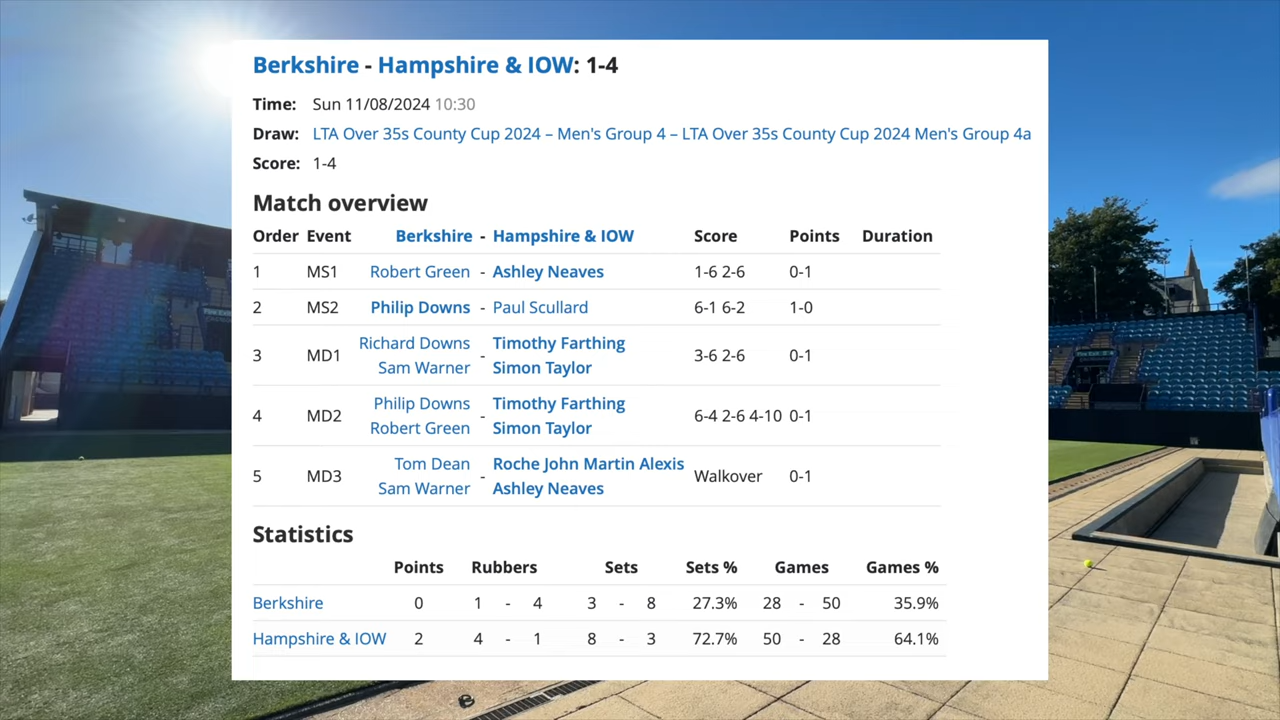 Berkshire - Hampshire & IOW: 1-4
Time: Sun 11/08/2024 10:30
Draw: LTA Over 35s County Cup 2024 – Men's Group 4 – LTA Over 35s County Cup 2024 Men's Group 4a
Score: 1-4
Match overview
Order Event Berkshire - Hampshire & IOW Score Points Duration
1 MS1 Robert Green - Ashley Neaves 1-6 2-6 0-1
2 MS2 Philip Downs - Paul Scullard 6-1 6-2 1-0
Richard Downs Timothy Farthing
3 MD1 - 3-6 2-6 0-1
Sam Warner Simon Taylor
Philip Downs Timothy Farthing
4 MD2 - 6-4 2-6 4-10 0-1
Robert Green Simon Taylor
Tom Dean Roche John Martin Alexis
5 MD3 - Walkover 0-1
Sam Warner Ashley Neaves
Statistics
Points Rubbers Sets Sets % Games Games %
Berkshire 0 1 - 4 3 - 8 27.3% 28 - 50 35.9%
Hampshire & IOW 2 4 - 1 8 - 3 72.7% 50 - 28 64.1%